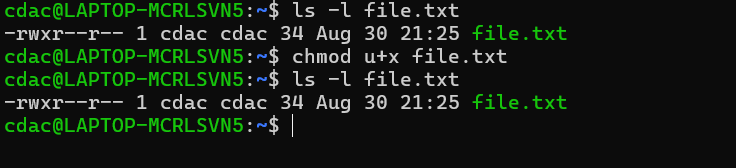 cdac@LAPTOP-MCRLSVN5:~$ ls -l file.txt
-rwxr--r-- 1 cdac cdac 34 Aug 30 21:25 file.txt
cdac@LAPTOP-MCRLSVN5:~$ chmod u+x file.txt
cdac@LAPTOP-MCRLSVN5:~$ ls -l file.txt
-rwxr--r-- 1 cdac cdac 34 Aug 30 21:25 file.txt
cdac@LAPTOP-MCRLSVN5:~$